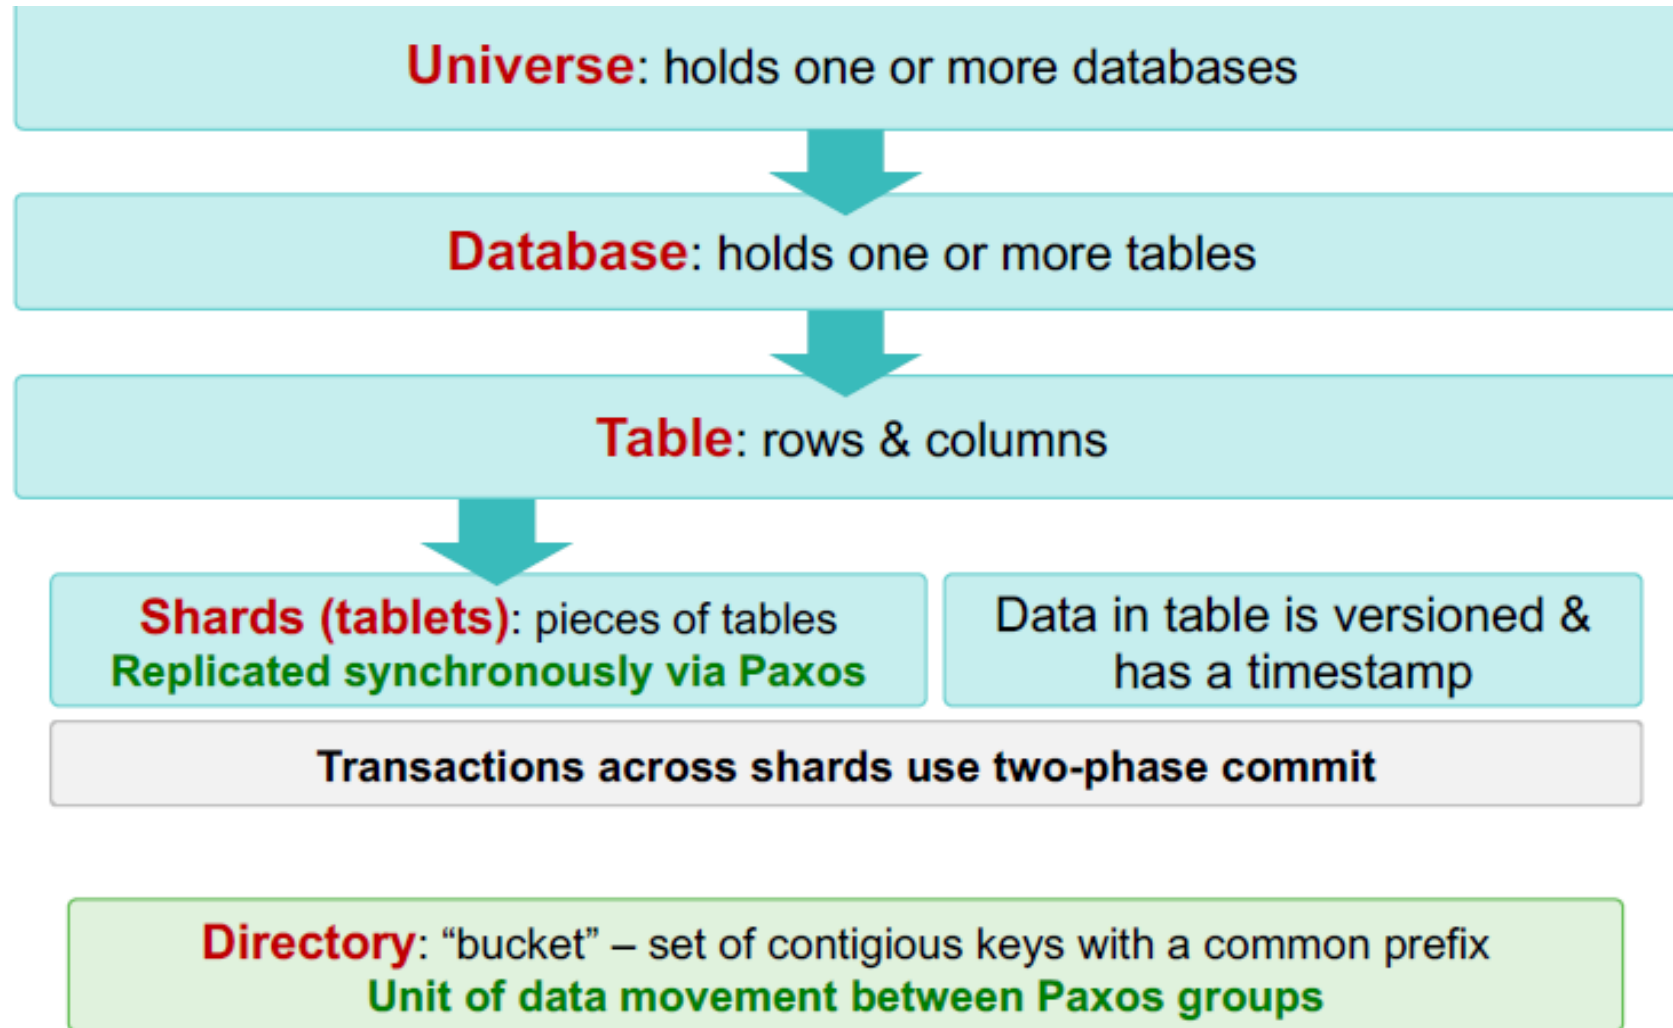 Universe: holds one or more databases
Database: holds one or more tables
Table: rows & columns
Shards (tablets): pieces of tables
Replicated synchronously via Paxos
Data in table is versioned &
has a timestamp
Transactions across shards use two-phase commit
Directory: “bucket” – set of contigious keys with a common prefix
Unit of data movement between Paxos groups